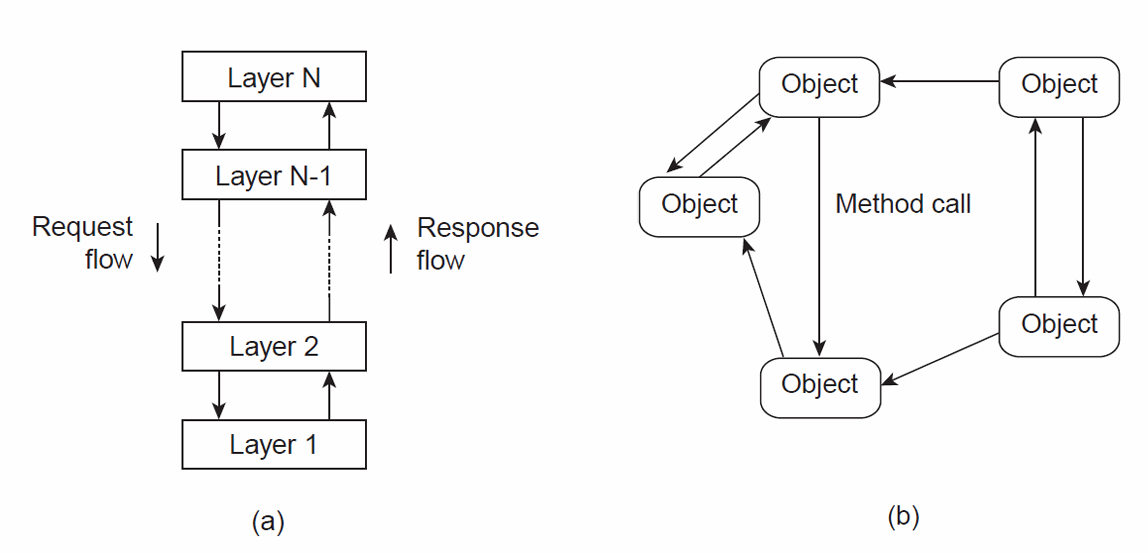 Layer N
Layer N-1
Request
flow
Response
flow
Layer 2
Layer 1
(a)
Object
Object
Object
Method call
Object
Object
(b)